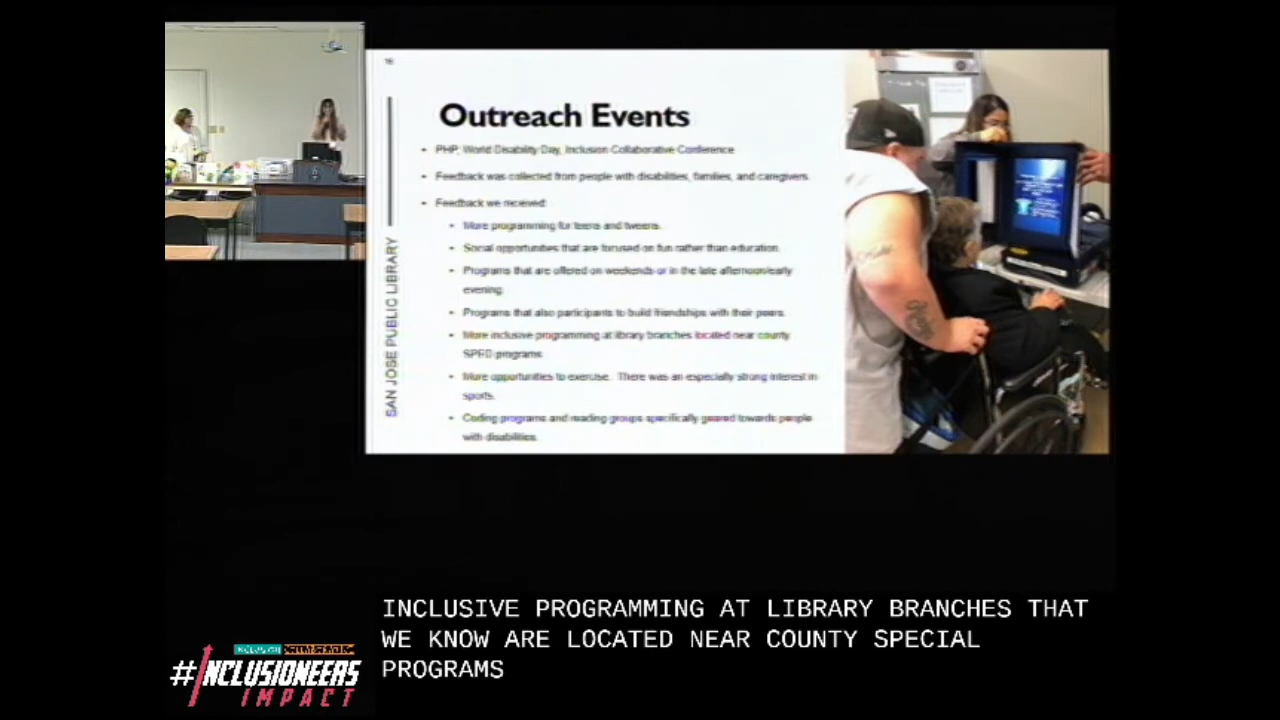 16
Outreach Events
• PHP, World Disability Day, Inclusion Collaborative Conference
• Feedback was collected from people with disabilities, families, and caregivers.
• Feedback we received:
• More programming for teens and tweens.
• Social opportunities that are focused on fun rather than education.
• Programs that are offered on weekends or in the late afternoon/early
evening.
• Programs that also participants to build friendships with their peers.
• More inclusive programming at library branches located near county
SPED programs
• More opportunities to exercise. There was an especially strong interest in
sports.
• Coding programs and reading groups specifically geared towards people
with disabilities.
SAN JOSE PUBLIC LIBRARY
INCLUSIVE PROGRAMMING AT LIBRARY BRANCHES THAT
WE KNOW ARE LOCATED NEAR COUNTY SPECIAL
PROGRAMS
INCLUSION
#INCLUSIONEERS
IMPACT